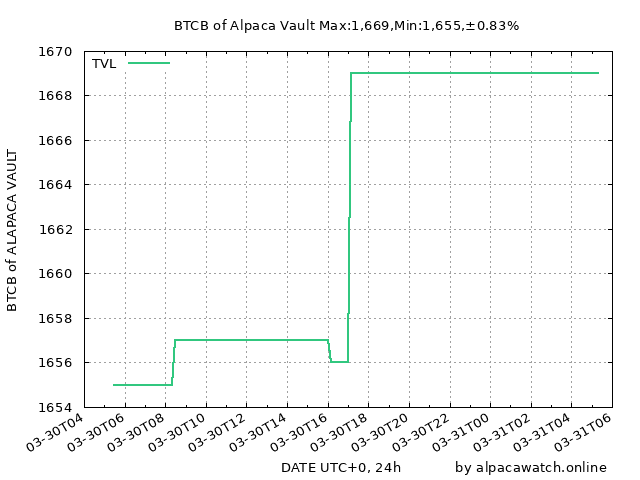 BTCB of Alpaca Vault Max:1,669,Min:1,655,±0.83%
TVL
BTCB of ALAPACA VAULT
1670
1668
1666
1664
1662
1660
1658
1656
1654
03-30T04
03-30T06
03-30T08
03-30T10
03-30T12
03-30T14
03-30T16
03-30T18
03-30T20
03-30T22
03-31T00
03-31T02
03-31T04
03-31T06
DATE UTC+0, 24h
by alpacawatch.online